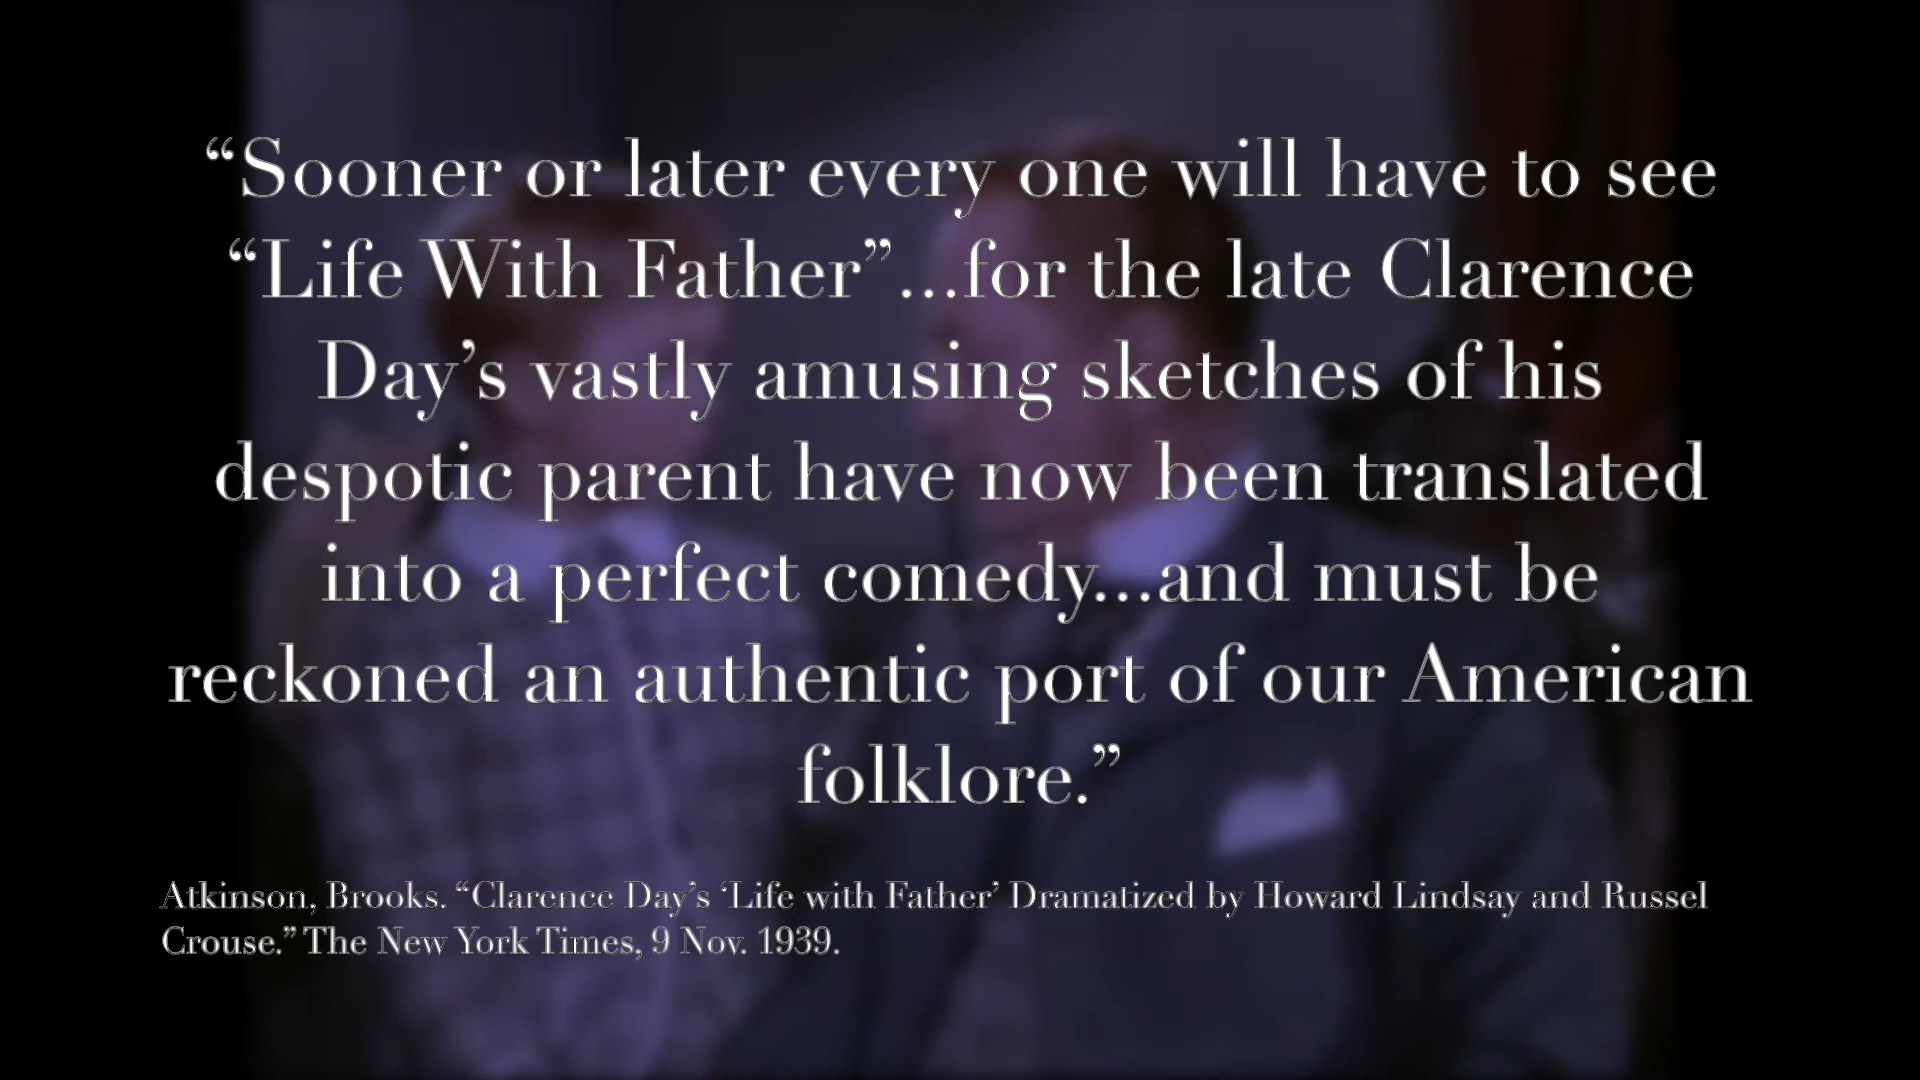 “Sooner or later every one will have to see
“Life With Father”...for the late Clarence
Day’s vastly amusing sketches of his
despotic parent have now been translated
into a perfect comedy...and must be
reckoned an authentic port of our American
folklore.”
Atkinson, Brooks. “Clarence Day’s ‘Life with Father’ Dramatized by Howard Lindsay and Russel
Crouse.” The New York Times, 9 Nov. 1939.